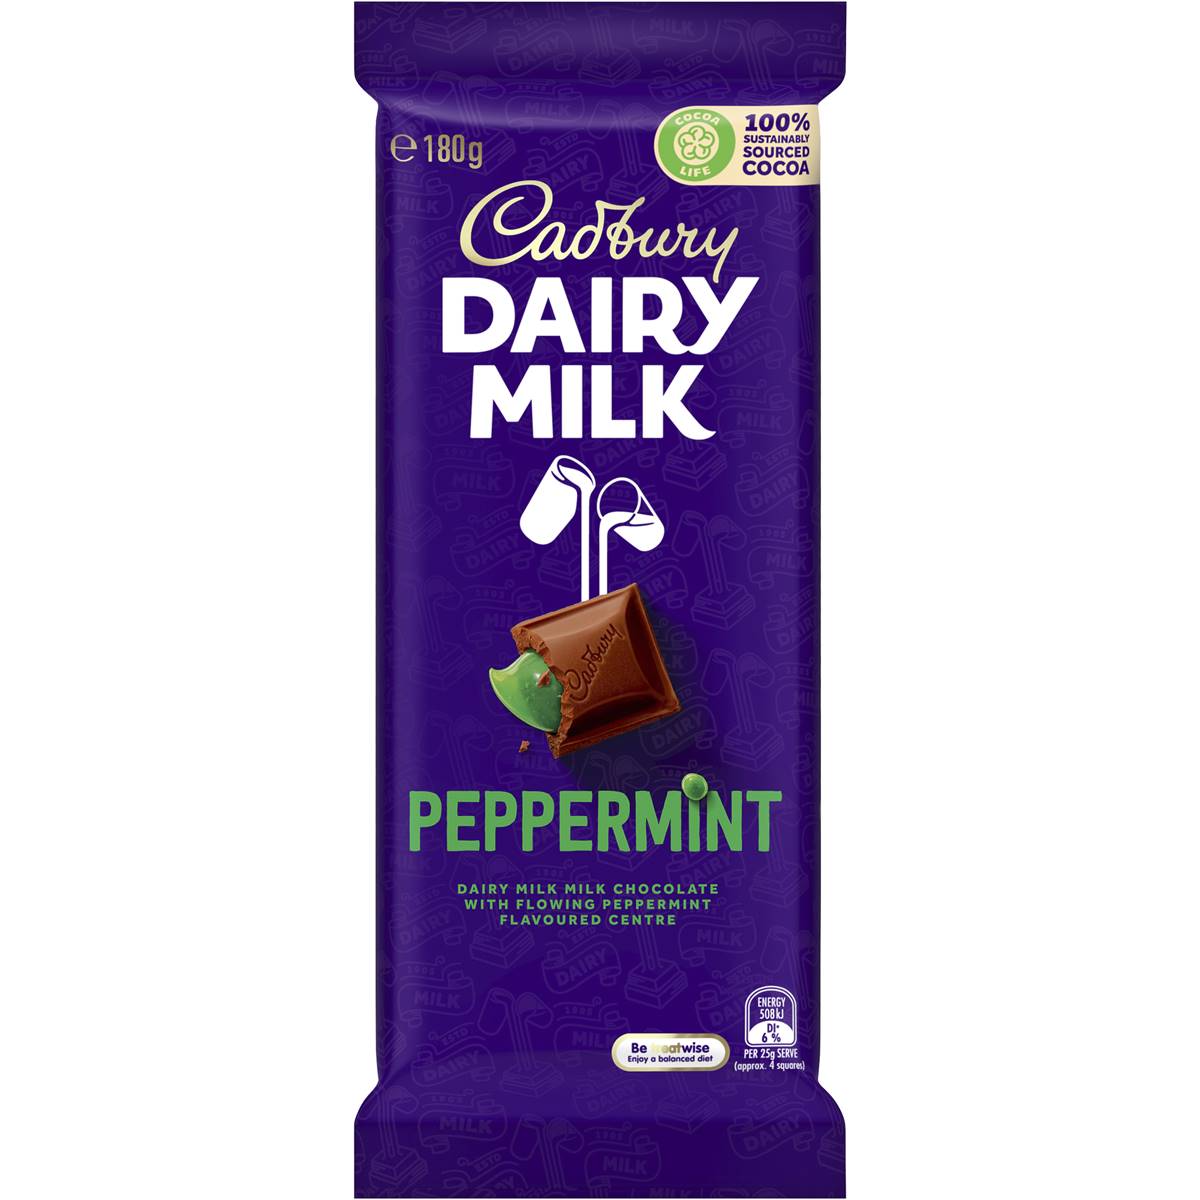 e 180g
COCOA
LIFE
100%
SUSTAINABLY
SOURCED
COCOA
Cadbury
DAIRY
MILK
Cadbury
PEPPERMINT
DAIRY MILK MILK CHOCOLATE
WITH FLOWING PEPPERMINT
FLAVOURED CENTRE
ENERGY
508kJ
DI*
6 %
PER 25g SERVE
(approx. 4 squares)
Be treatwise
Enjoy a balanced diet